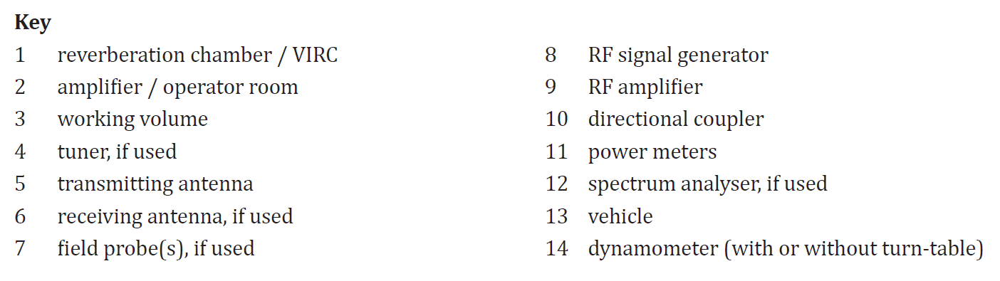 Key
1 reverberation chamber / VIRC
2 amplifier / operator room
3 working volume
4 tuner, if used
5 transmitting antenna
6 receiving antenna, if used
7 field probe(s), if used
8 RF signal generator
9 RF amplifier
10 directional coupler
11 power meters
12 spectrum analyser, if used
13 vehicle
14 dynamometer (with or without turn-table)